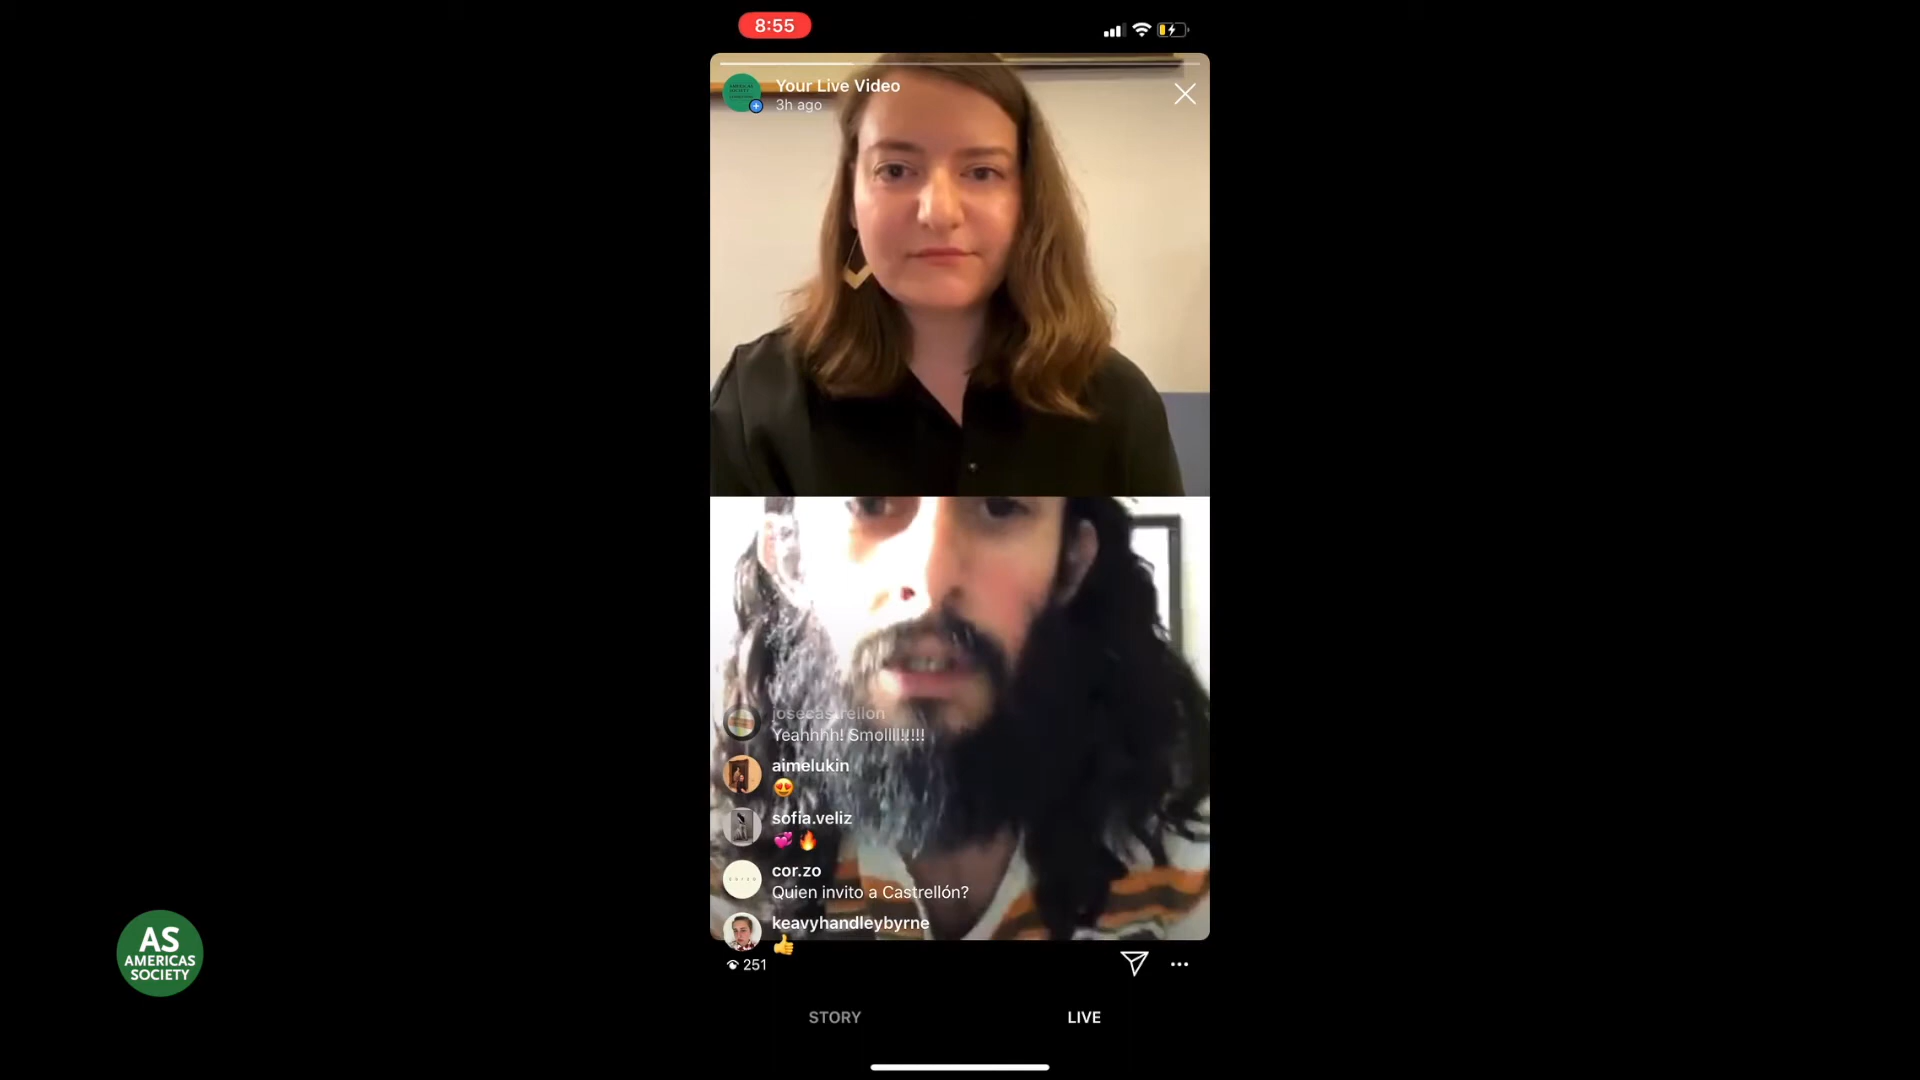 8:55
Your Live Video
3h ago
josecastrellon
Yeahhhh! Smollll!!!!!
aimelukin
😍
sofia.veliz
💞 🔥
cor.zo
Quien invito a Castrellón?
keavyhandleybyrne
👍
251
STORY
LIVE
AS
AMERICAS
SOCIETY